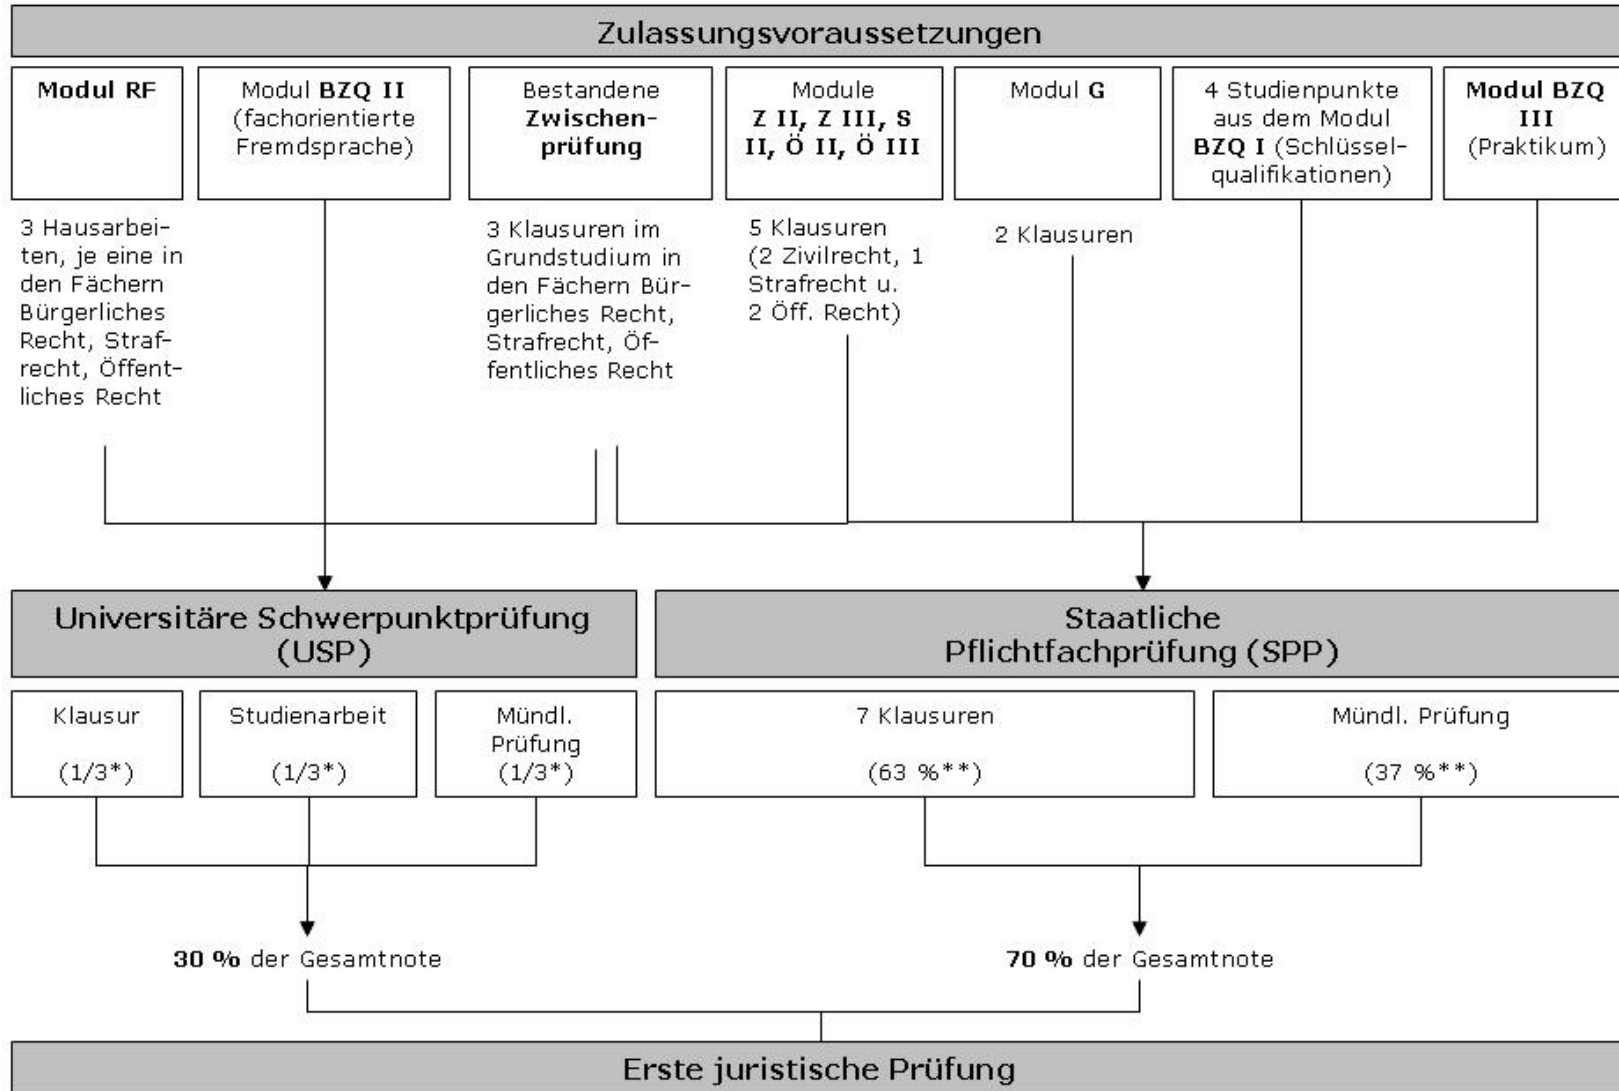 Zulassungsvoraussetzungen
Modul RF
Modul BZQ II
(fachorientierte
Fremdsprache)
Bestandene
Zwischen-
prüfung
Module
Z II, Z III, S
II, Ö II, Ö III
Modul G
4 Studienpunkte
aus dem Modul
BZQ I (Schlüssel-
qualifikationen)
Modul BZQ
III
(Praktikum)
3 Hausarbei-
ten, je eine in
den Fächern
Bürgerliches
Recht, Straf-
recht, Öffent-
liches Recht
3 Klausuren im
Grundstudium in
den Fächern Bür-
gerliches Recht,
Strafrecht, Öf-
fentliches Recht
5 Klausuren
(2 Zivilrecht, 1
Strafrecht u.
2 Öff. Recht)
2 Klausuren
Universitäre Schwerpunktprüfung
(USP)
Staatliche
Pflichtfachprüfung (SPP)
Klausur
(1/3*)
Studienarbeit
(1/3*)
Mündl.
Prüfung
(1/3*)
7 Klausuren
(63 %**)
Mündl. Prüfung
(37 %**)
30 % der Gesamtnote
70 % der Gesamtnote
Erste juristische Prüfung